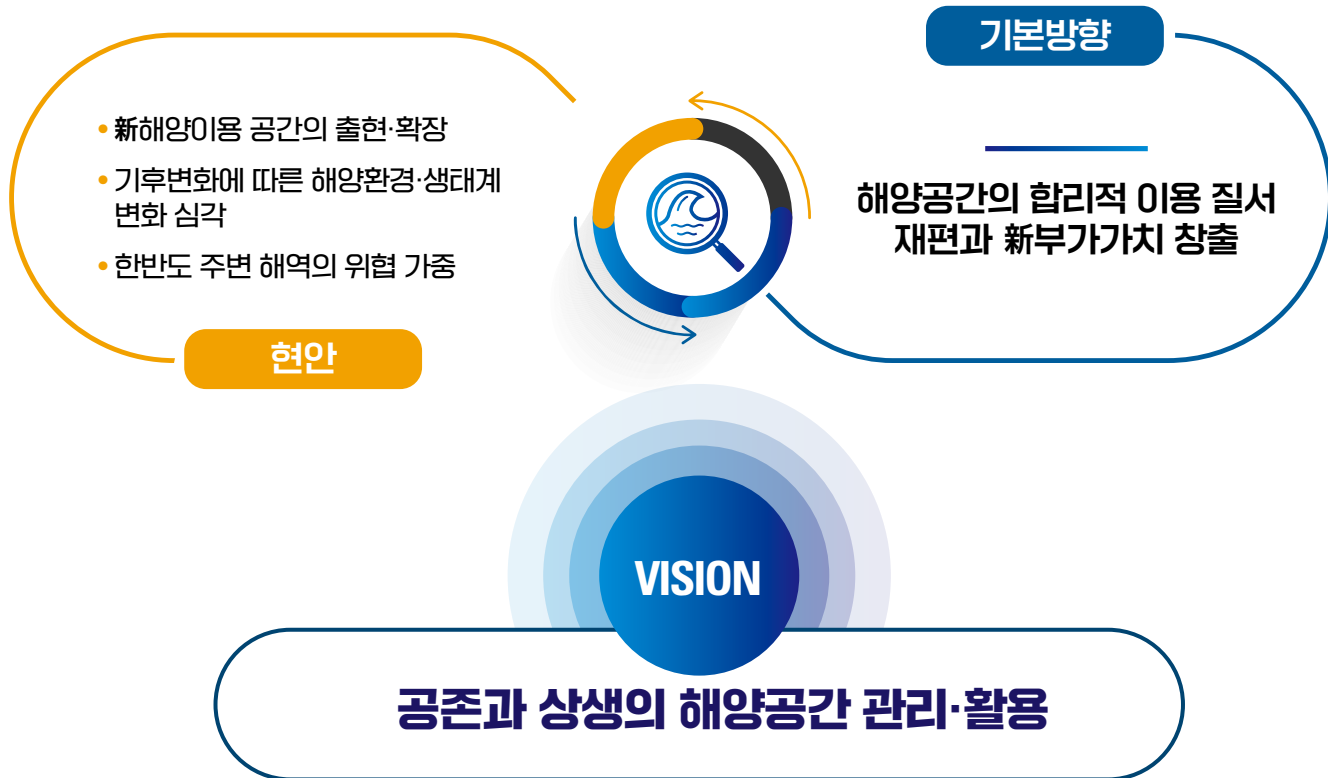 • 新해양이용 공간의 출현·확장
• 기후변화에 따른 해양환경·생태계
변화 심각
• 한반도 주변 해역의 위협 가중
현안
기본방향
해양공간의 합리적 이용 질서
재편과 新부가가치 창출
VISION
공존과 상생의 해양공간 관리·활용